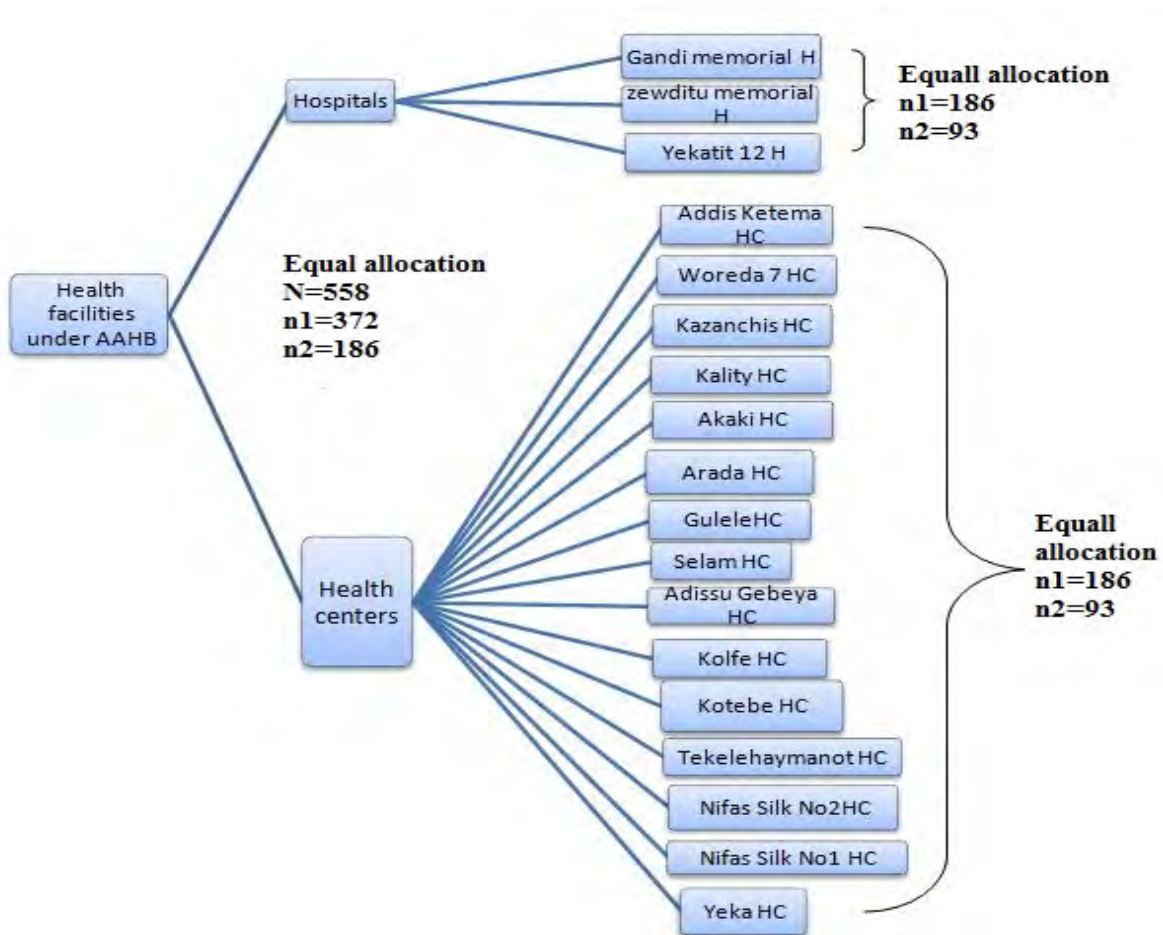 Health
facilities
under AAHB
Equal allocation
N=558
n1=372
n2=186
Hospitals
Gandi memorial H
zewditu memorial
H
Yekatit 12 H
Equall allocation
n1=186
n2=93
Health
centers
Addis Ketema
HC
Woreda 7 HC
Kazanchis HC
Kality HC
Akaki HC
Arada HC
GuleleHC
Selam HC
Adissu Gebeya
HC
Kolfe HC
Kotebe HC
Tekelehaymanot HC
Nifas Silk No2HC
Nifas Silk No1 HC
Yeka HC
Equall
allocation
n1=186
n2=93